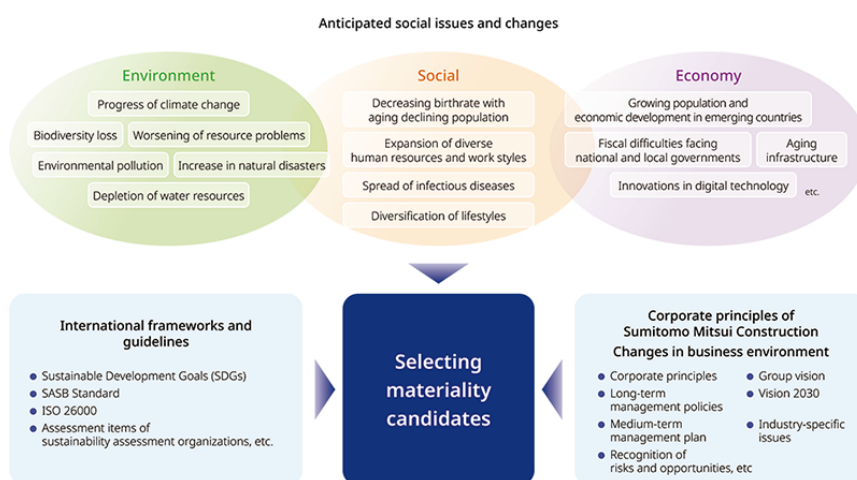 Anticipated social issues and changes
Environment
Progress of climate change
Biodiversity loss
Worsening of resource problems
Environmental pollution
Increase in natural disasters
Depletion of water resources
Social
Decreasing birthrate with
aging declining population
Expansion of diverse
human resources and work styles
Spread of infectious diseases
Diversification of lifestyles
Economy
Growing population and
economic development in emerging countries
Fiscal difficulties facing
national and local governments
Aging
infrastructure
Innovations in digital technology
etc.
International frameworks and
guidelines
Sustainable Development Goals (SDGs)
SASB Standard
ISO 26000
Assessment items of
sustainability assessment organizations, etc.
Selecting
materiality
candidates
Corporate principles of
Sumitomo Mitsui Construction
Changes in business environment
Corporate principles
Long-term
management policies
Medium-term
management plan
Recognition of
risks and opportunities, etc
Group vision
Vision 2030
Industry-specific
issues